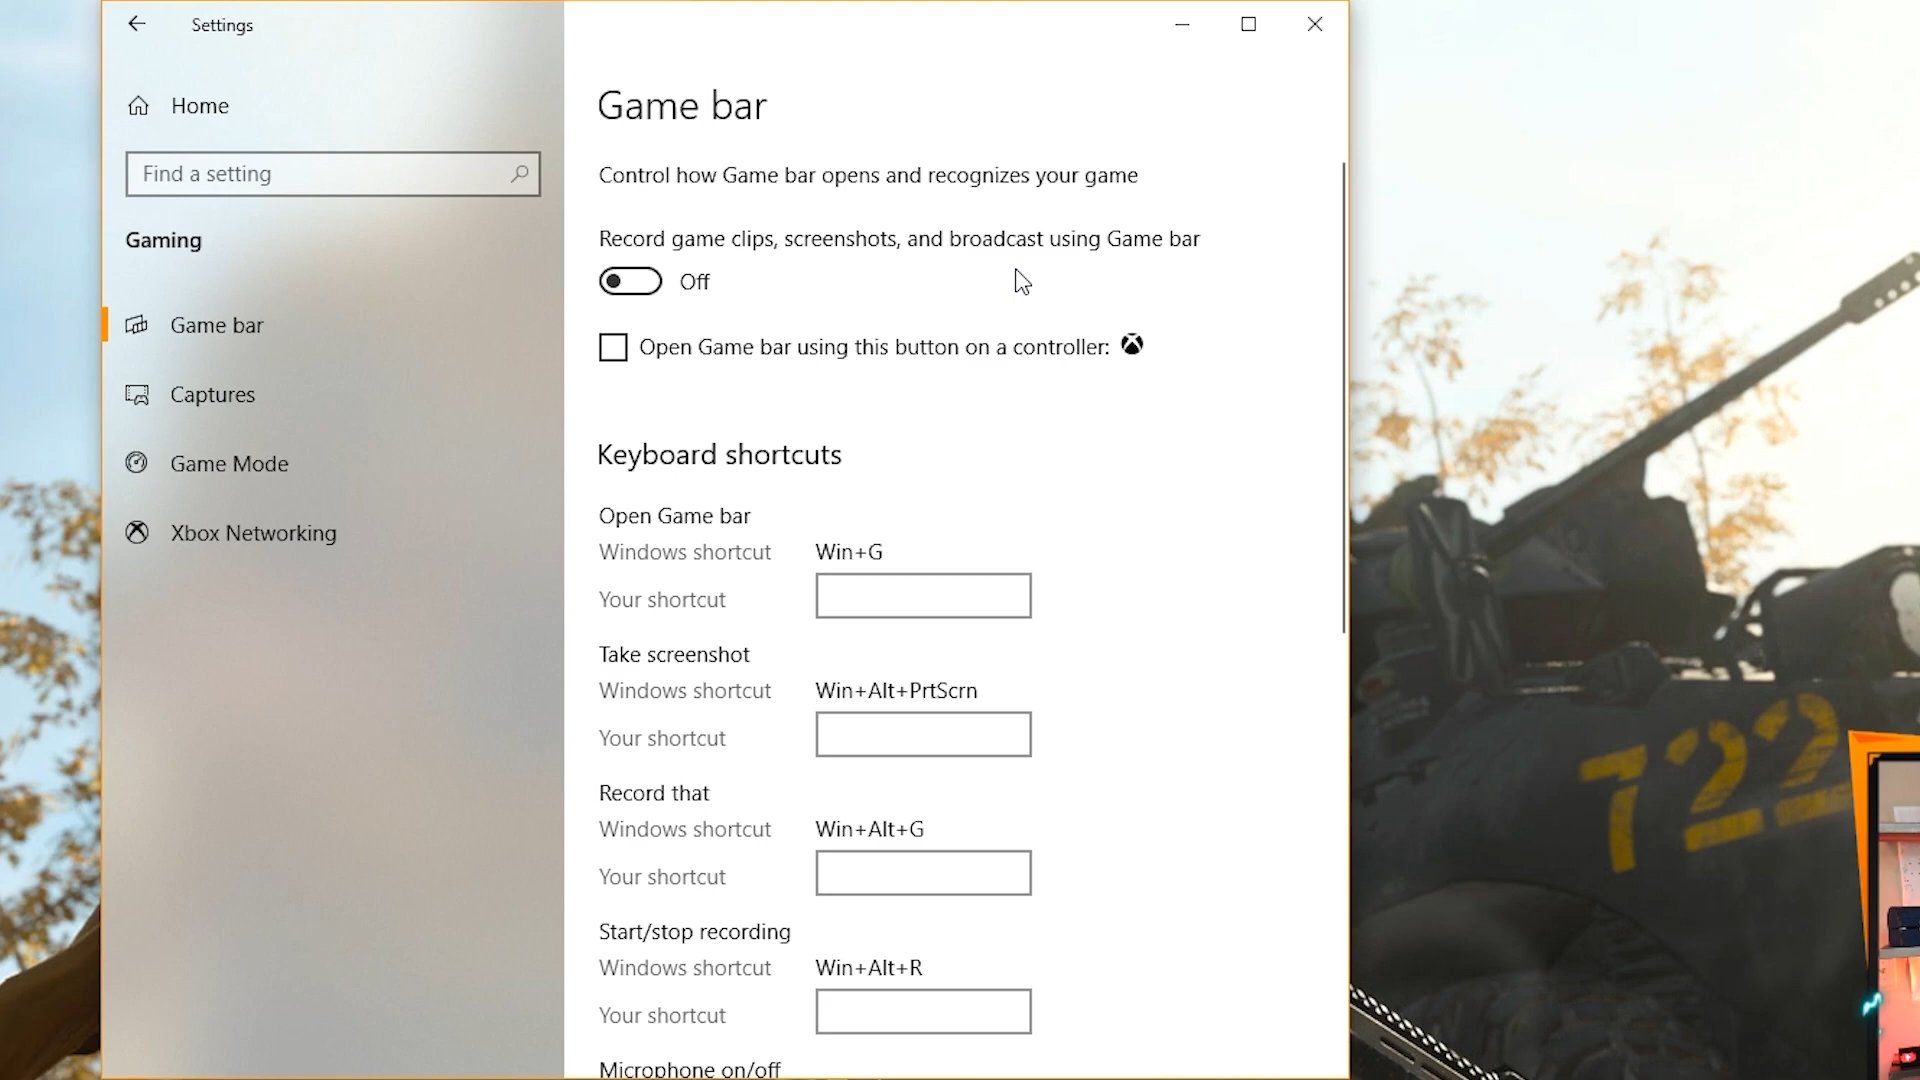 Settings
Home
Find a setting
Gaming
Game bar
Captures
Game Mode
Xbox Networking
Game bar
Control how Game bar opens and recognizes your game
Record game clips, screenshots, and broadcast using Game bar
Off
Open Game bar using this button on a controller:
Keyboard shortcuts
Open Game bar
Windows shortcut Win+G
Your shortcut
Take screenshot
Windows shortcut Win+Alt+PrtScrn
Your shortcut
Record that
Windows shortcut Win+Alt+G
Your shortcut
Start/stop recording
Windows shortcut Win+Alt+R
Your shortcut
Microphone on/off
722